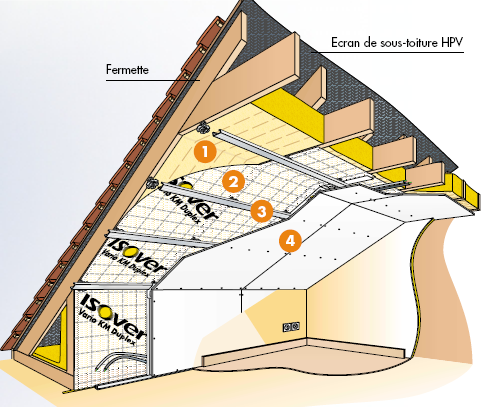 Ecran de sous-toiture HPV
Fermette
1
2
isover
Vario KM Duplex
3
4
isover
Vario KM Duplex
isover
Vario KM Duplex